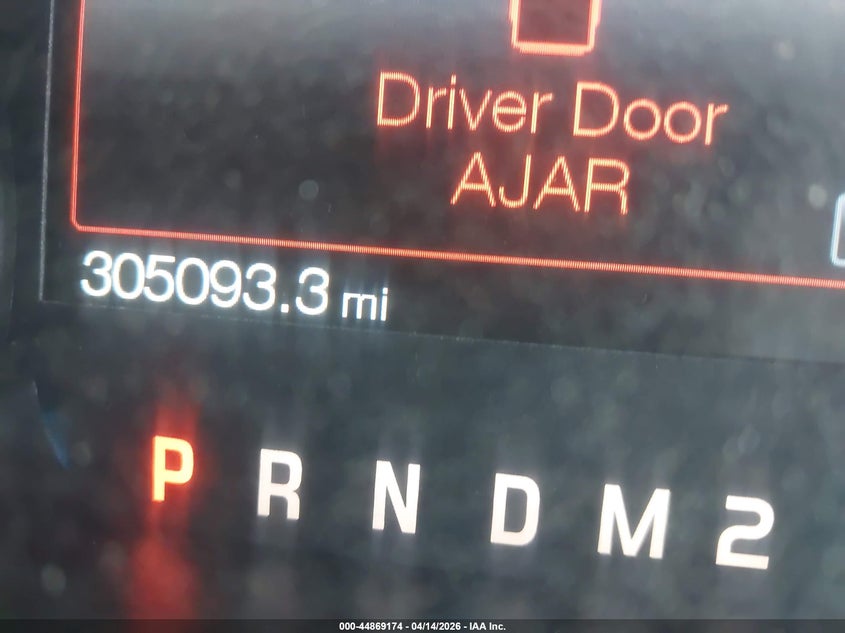 Driver Door
AJAR
305093.3 mi
P R N D M 2
000-44869174 - 04/14/2026 - IAA Inc.